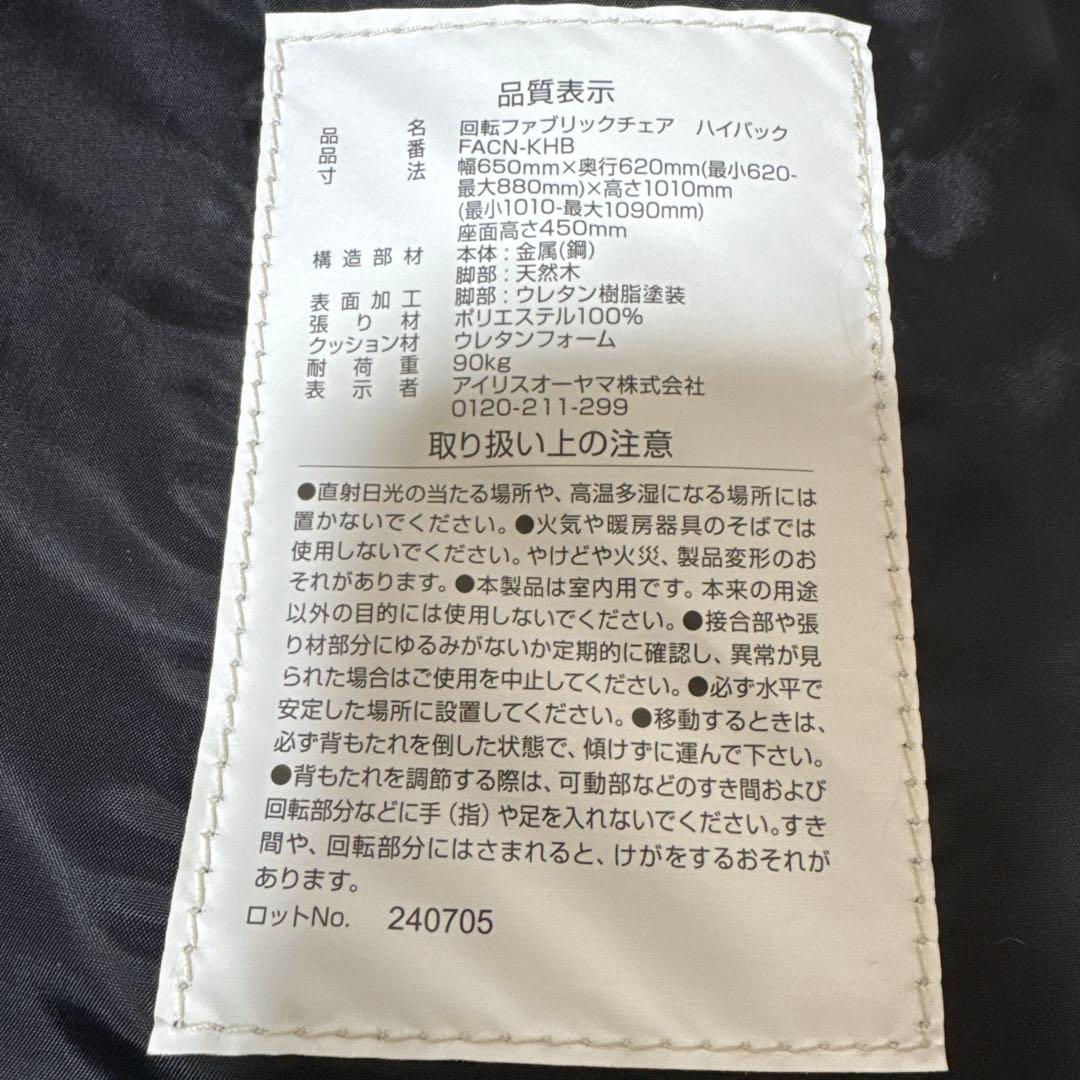 品質表示
品名 回転ファブリックチェア ハイバック
品番 FACN-KHB
寸法 幅650mm×奥行620mm(最小620-
最大880mm)×高さ1010mm
(最小1010-最大1090mm)
座面高さ450mm
構造部材 本体:金属(鋼)
脚部:天然木
表面加工 脚部:ウレタン樹脂塗装
張り材 ポリエステル100%
クッション材 ウレタンフォーム
耐荷重 90kg
表示者 アイリスオーヤマ株式会社
0120-211-299
取り扱い上の注意
●直射日光の当たる場所や、高温多湿になる場所には
置かないでください。●火気や暖房器具のそばでは
使用しないでください。やけどや火災、製品変形のお
それがあります。●本製品は室内用です。本来の用途
以外の目的には使用しないでください。●接合部や張
り材部分にゆるみがないか定期的に確認し、異常が見
られた場合はご使用を中止してください。●必ず水平で
安定した場所に設置してください。●移動するときは、
必ず背もたれを倒した状態で、傾けずに運んで下さい。
●背もたれを調節する際は、可動部などのすき間および
回転部分などに手(指)や足を入れないでください。すき
間や、回転部分にはさまれると、けがをするおそれが
あります。
ロットNo. 240705